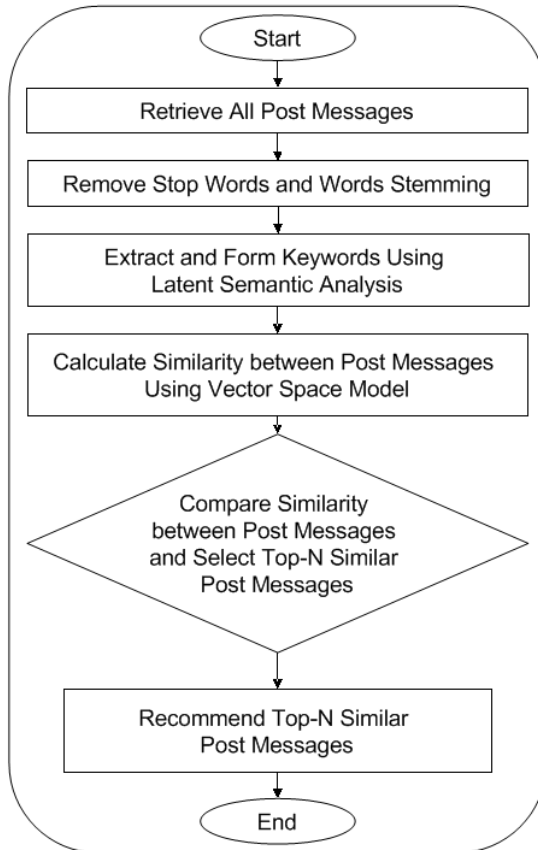 Start
Retrieve All Post Messages
Remove Stop Words and Words Stemming
Extract and Form Keywords Using
Latent Semantic Analysis
Calculate Similarity between Post Messages
Using Vector Space Model
Compare Similarity
between Post Messages
and Select Top-N Similar
Post Messages
Recommend Top-N Similar
Post Messages
End